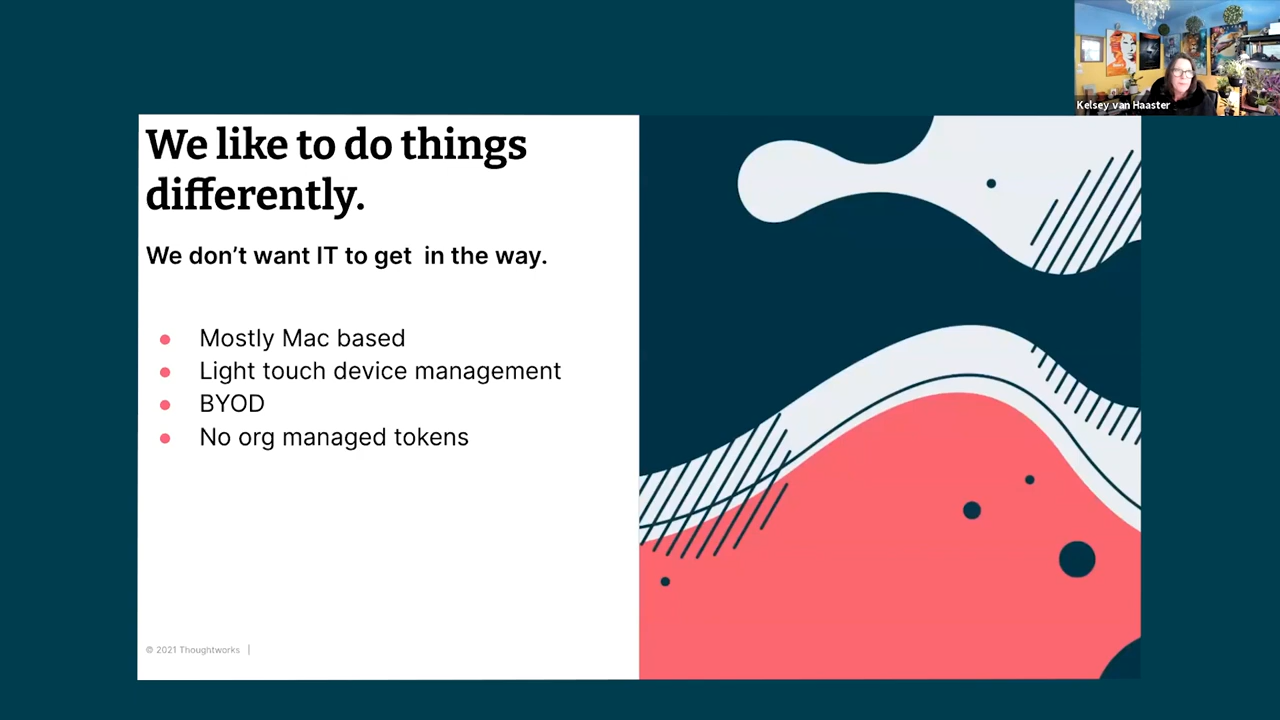 Kelsey van Haaster
We like to do things
differently.
We don't want IT to get  in the way.
● Mostly Mac based
● Light touch device management
● BYOD
● No org managed tokens
© 2021 Thoughtworks |